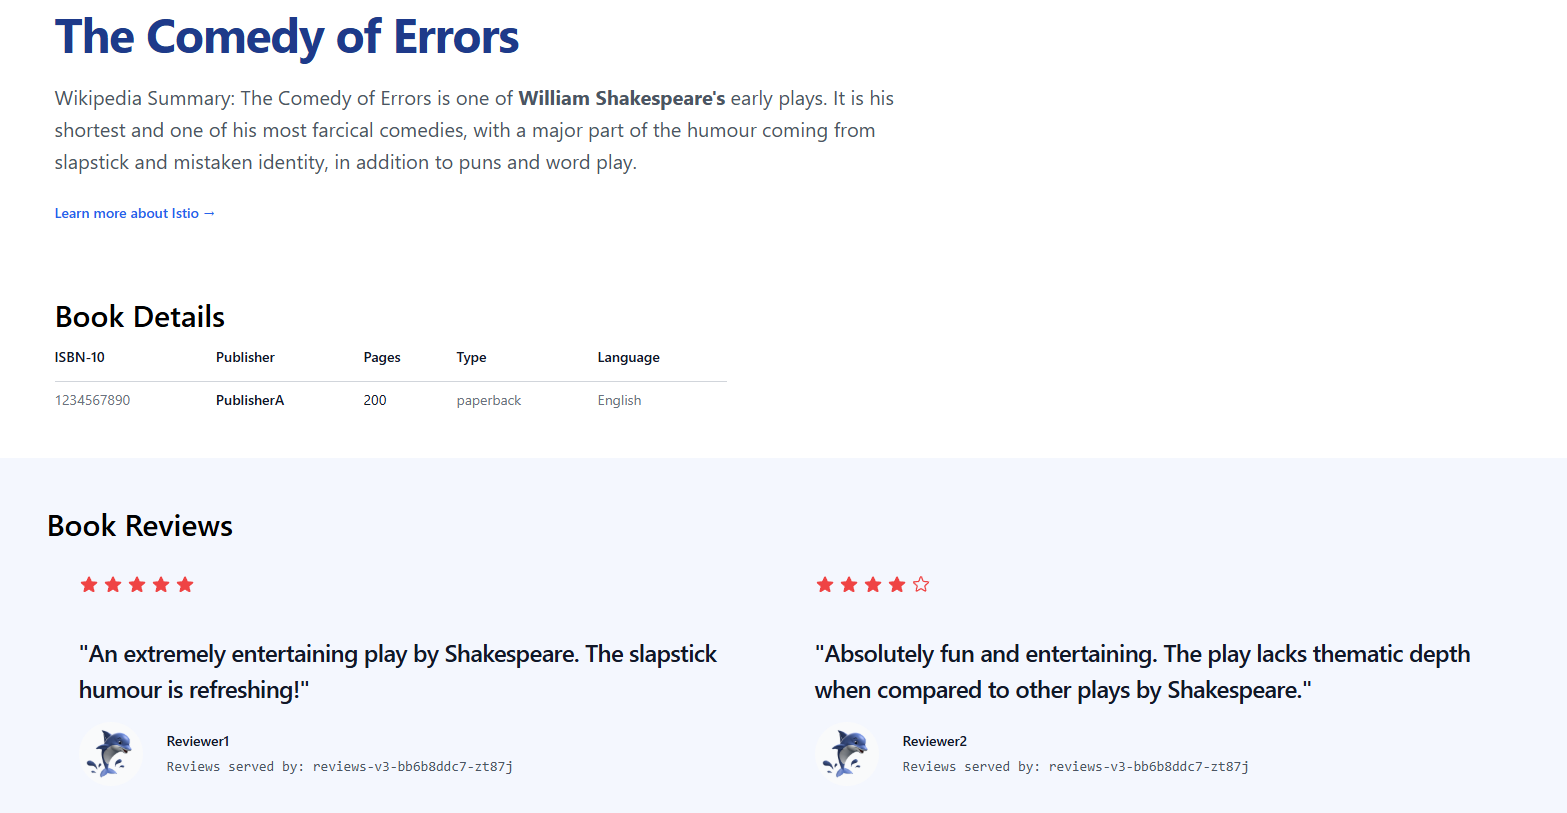 The Comedy of Errors
Wikipedia Summary: The Comedy of Errors is one of William Shakespeare's early plays. It is his
shortest and one of his most farcical comedies, with a major part of the humour coming from
slapstick and mistaken identity, in addition to puns and word play.
Learn more about Istio →
Book Details
ISBN-10 Publisher Pages Type Language
1234567890 PublisherA 200 paperback English
Book Reviews
"An extremely entertaining play by Shakespeare. The slapstick
humour is refreshing!"
Reviewer1
Reviews served by: reviews-v3-bb6b8ddc7-zt87j
"Absolutely fun and entertaining. The play lacks thematic depth
when compared to other plays by Shakespeare."
Reviewer2
Reviews served by: reviews-v3-bb6b8ddc7-zt87j